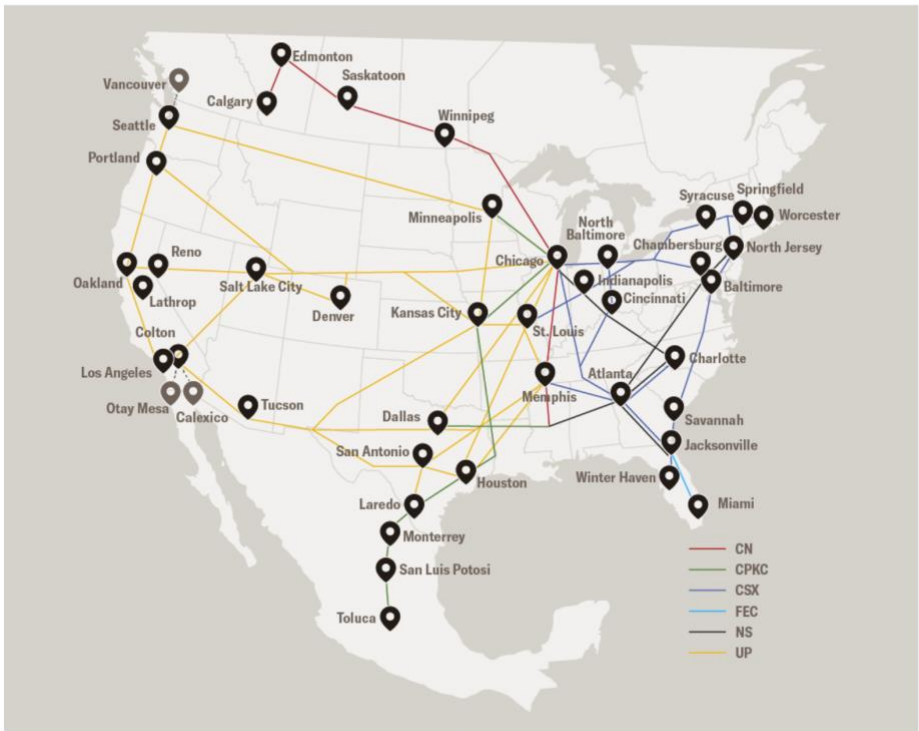 Edmonton
Saskatoon
Vancouver
Calgary
Winnipeg
Seattle
Portland
Minneapolis
North
Baltimore
Syracuse
Springfield
Worcester
Chambersburg
North Jersey
Chicago
Reno
Oakland
Salt Lake City
Lathrop
Denver
Indianapolis
Baltimore
Cincinnati
Kansas City
St. Louis
Colton
Los Angeles
Otay Mesa
Calexico
Tucson
Memphis
Atlanta
Charlotte
Dallas
Savannah
Jacksonville
San Antonio
Houston
Winter Haven
Miami
Laredo
Monterrey
San Luis Potosi
Toluca
CN
CPKC
CSX
FEC
NS
UP